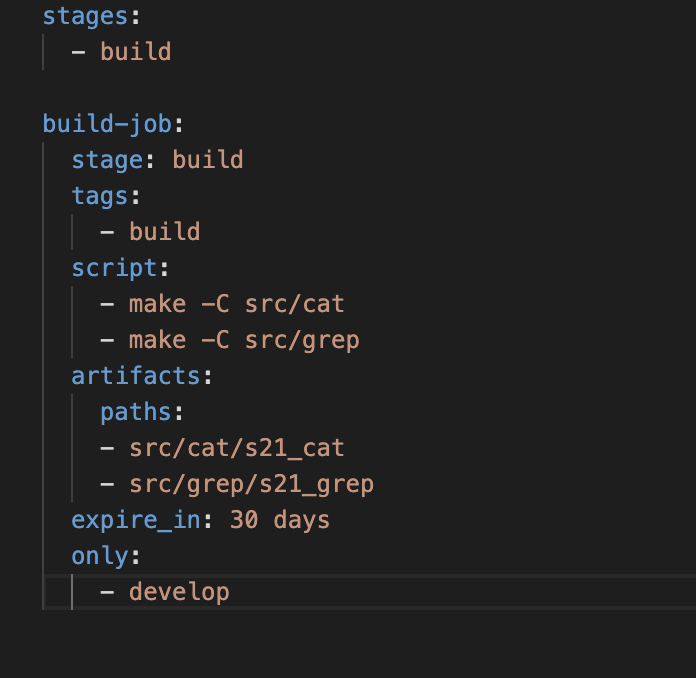 stages:
  - build

build-job:
  stage: build
  tags:
    - build
  script:
    - make -C src/cat
    - make -C src/grep
  artifacts:
    paths:
    - src/cat/s21_cat
    - src/grep/s21_grep
  expire_in: 30 days
  only:
    - develop